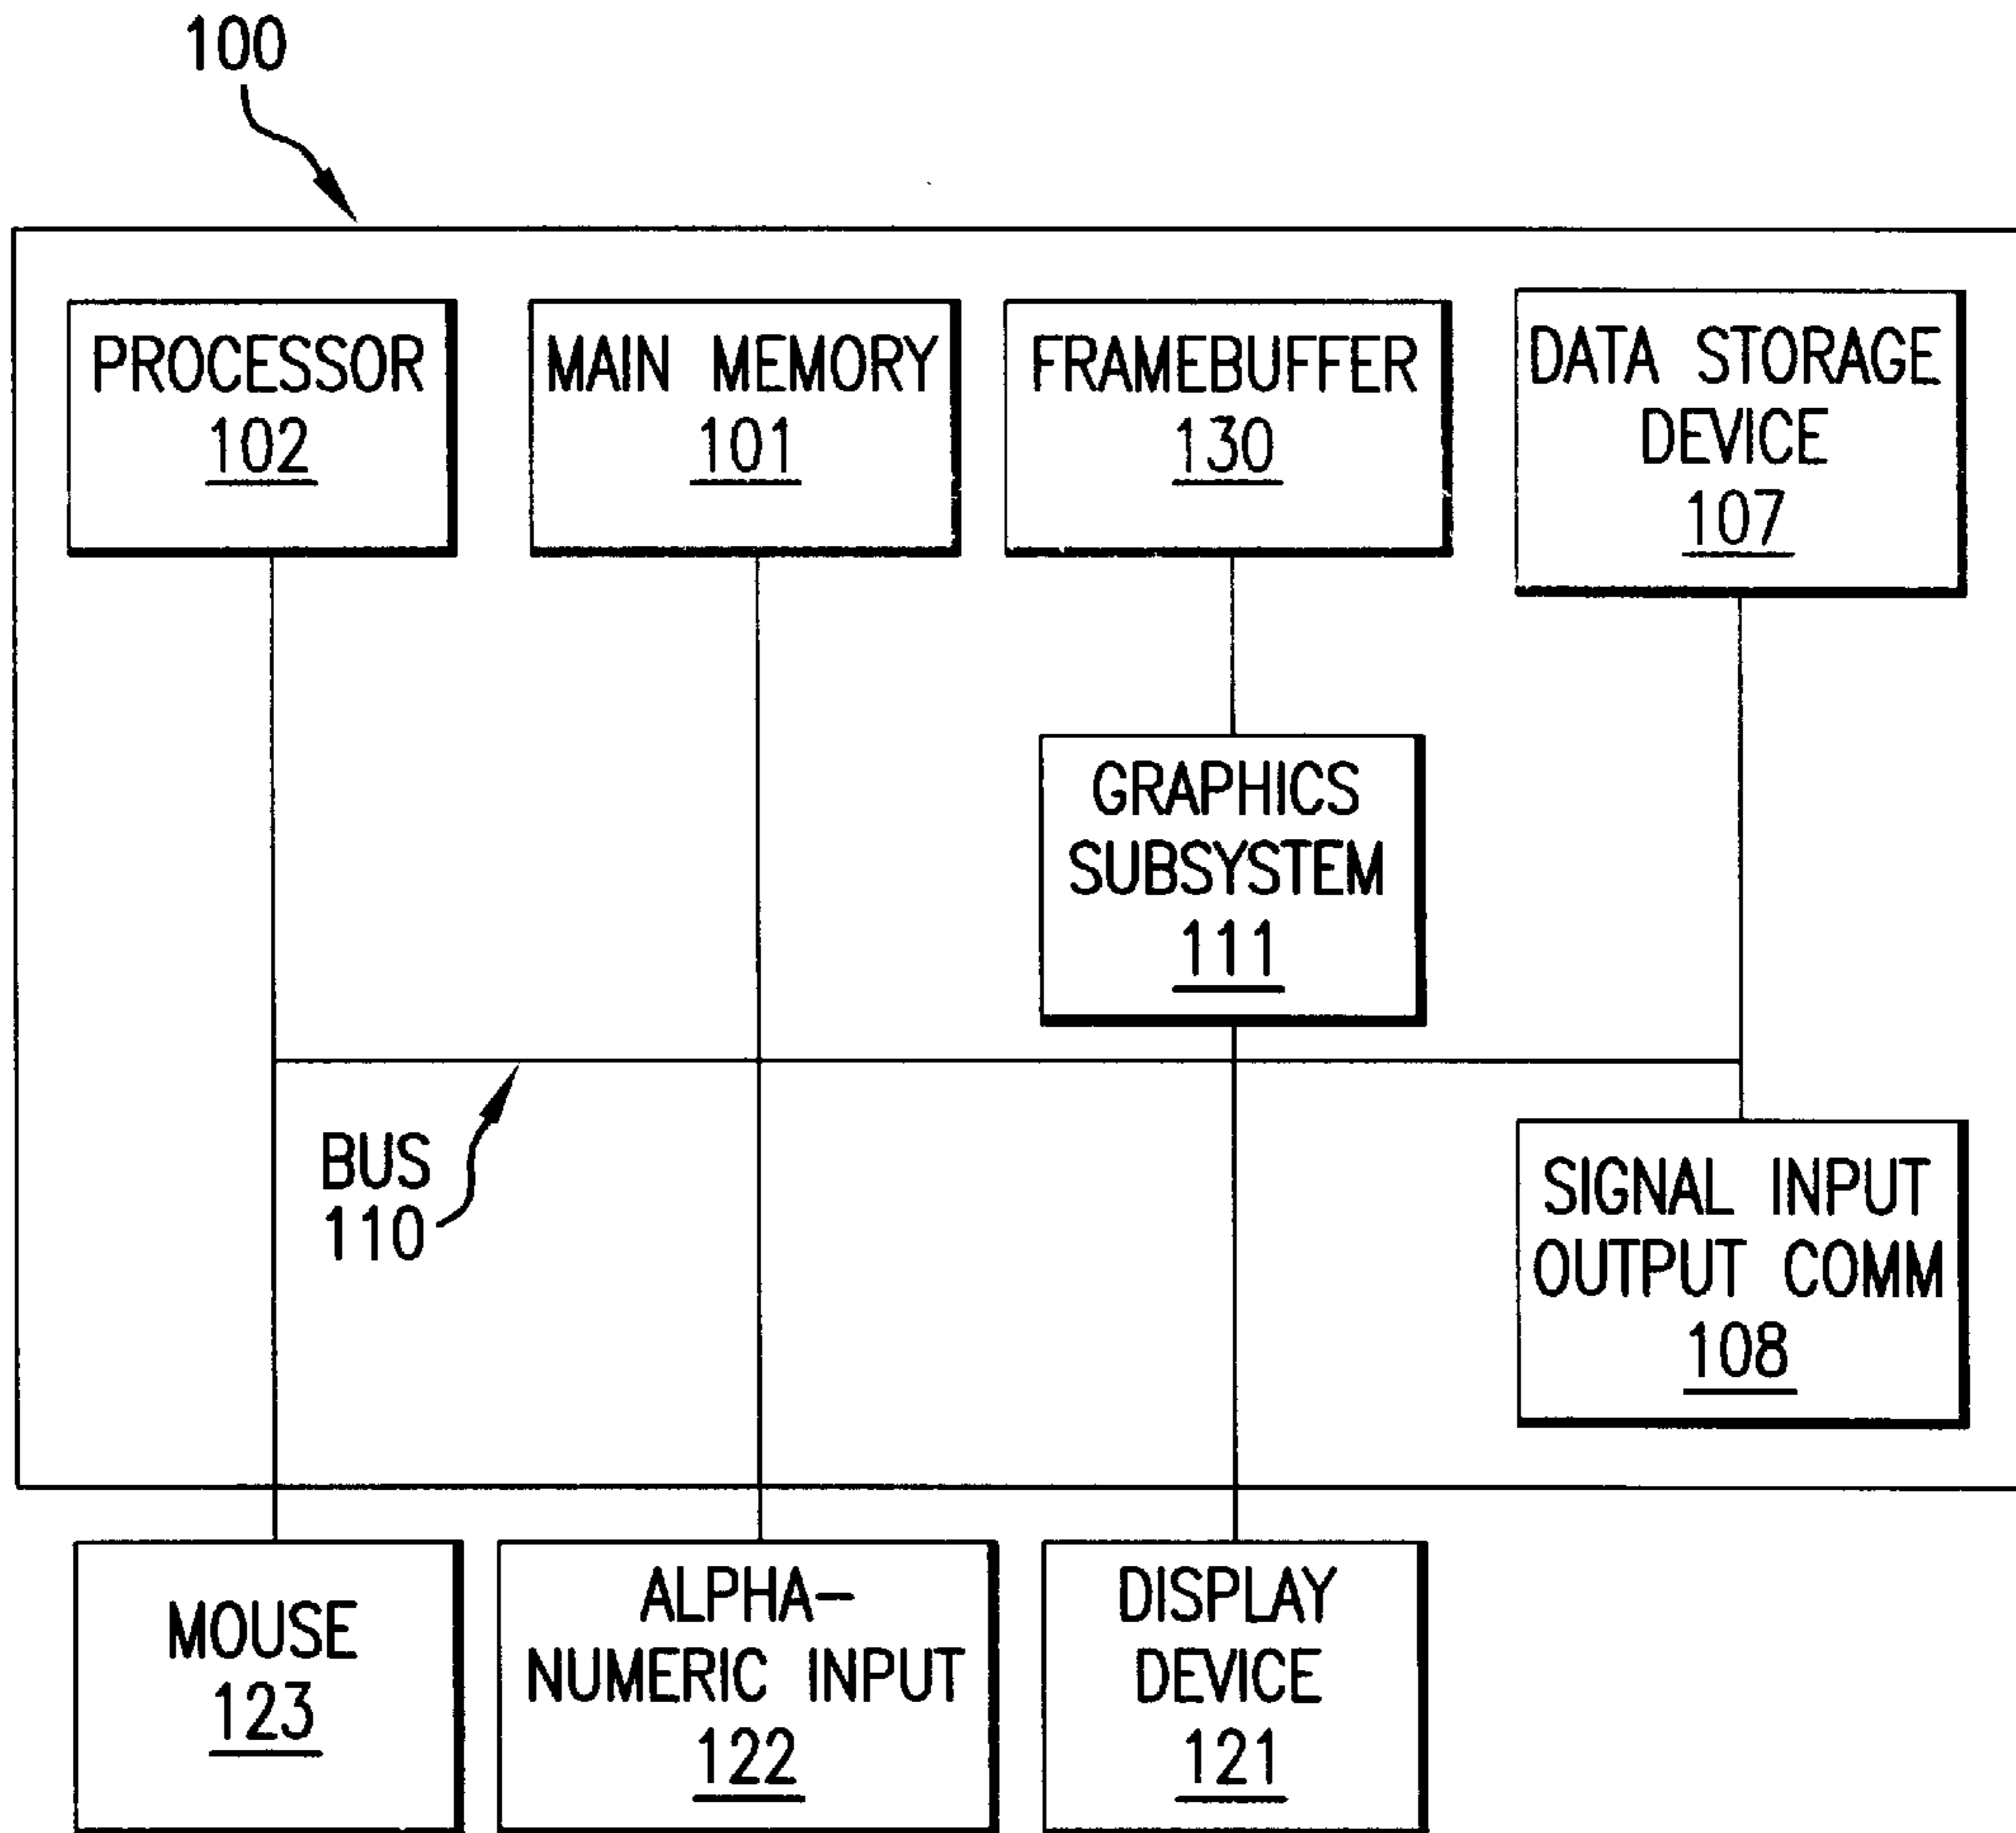 100
PROCESSOR
102
MAIN MEMORY
101
FRAMEBUFFER
130
DATA STORAGE
DEVICE
107
GRAPHICS
SUBSYSTEM
111
BUS
110
SIGNAL INPUT
OUTPUT COMM
108
MOUSE
123
ALPHA-
NUMERIC INPUT
122
DISPLAY
DEVICE
121